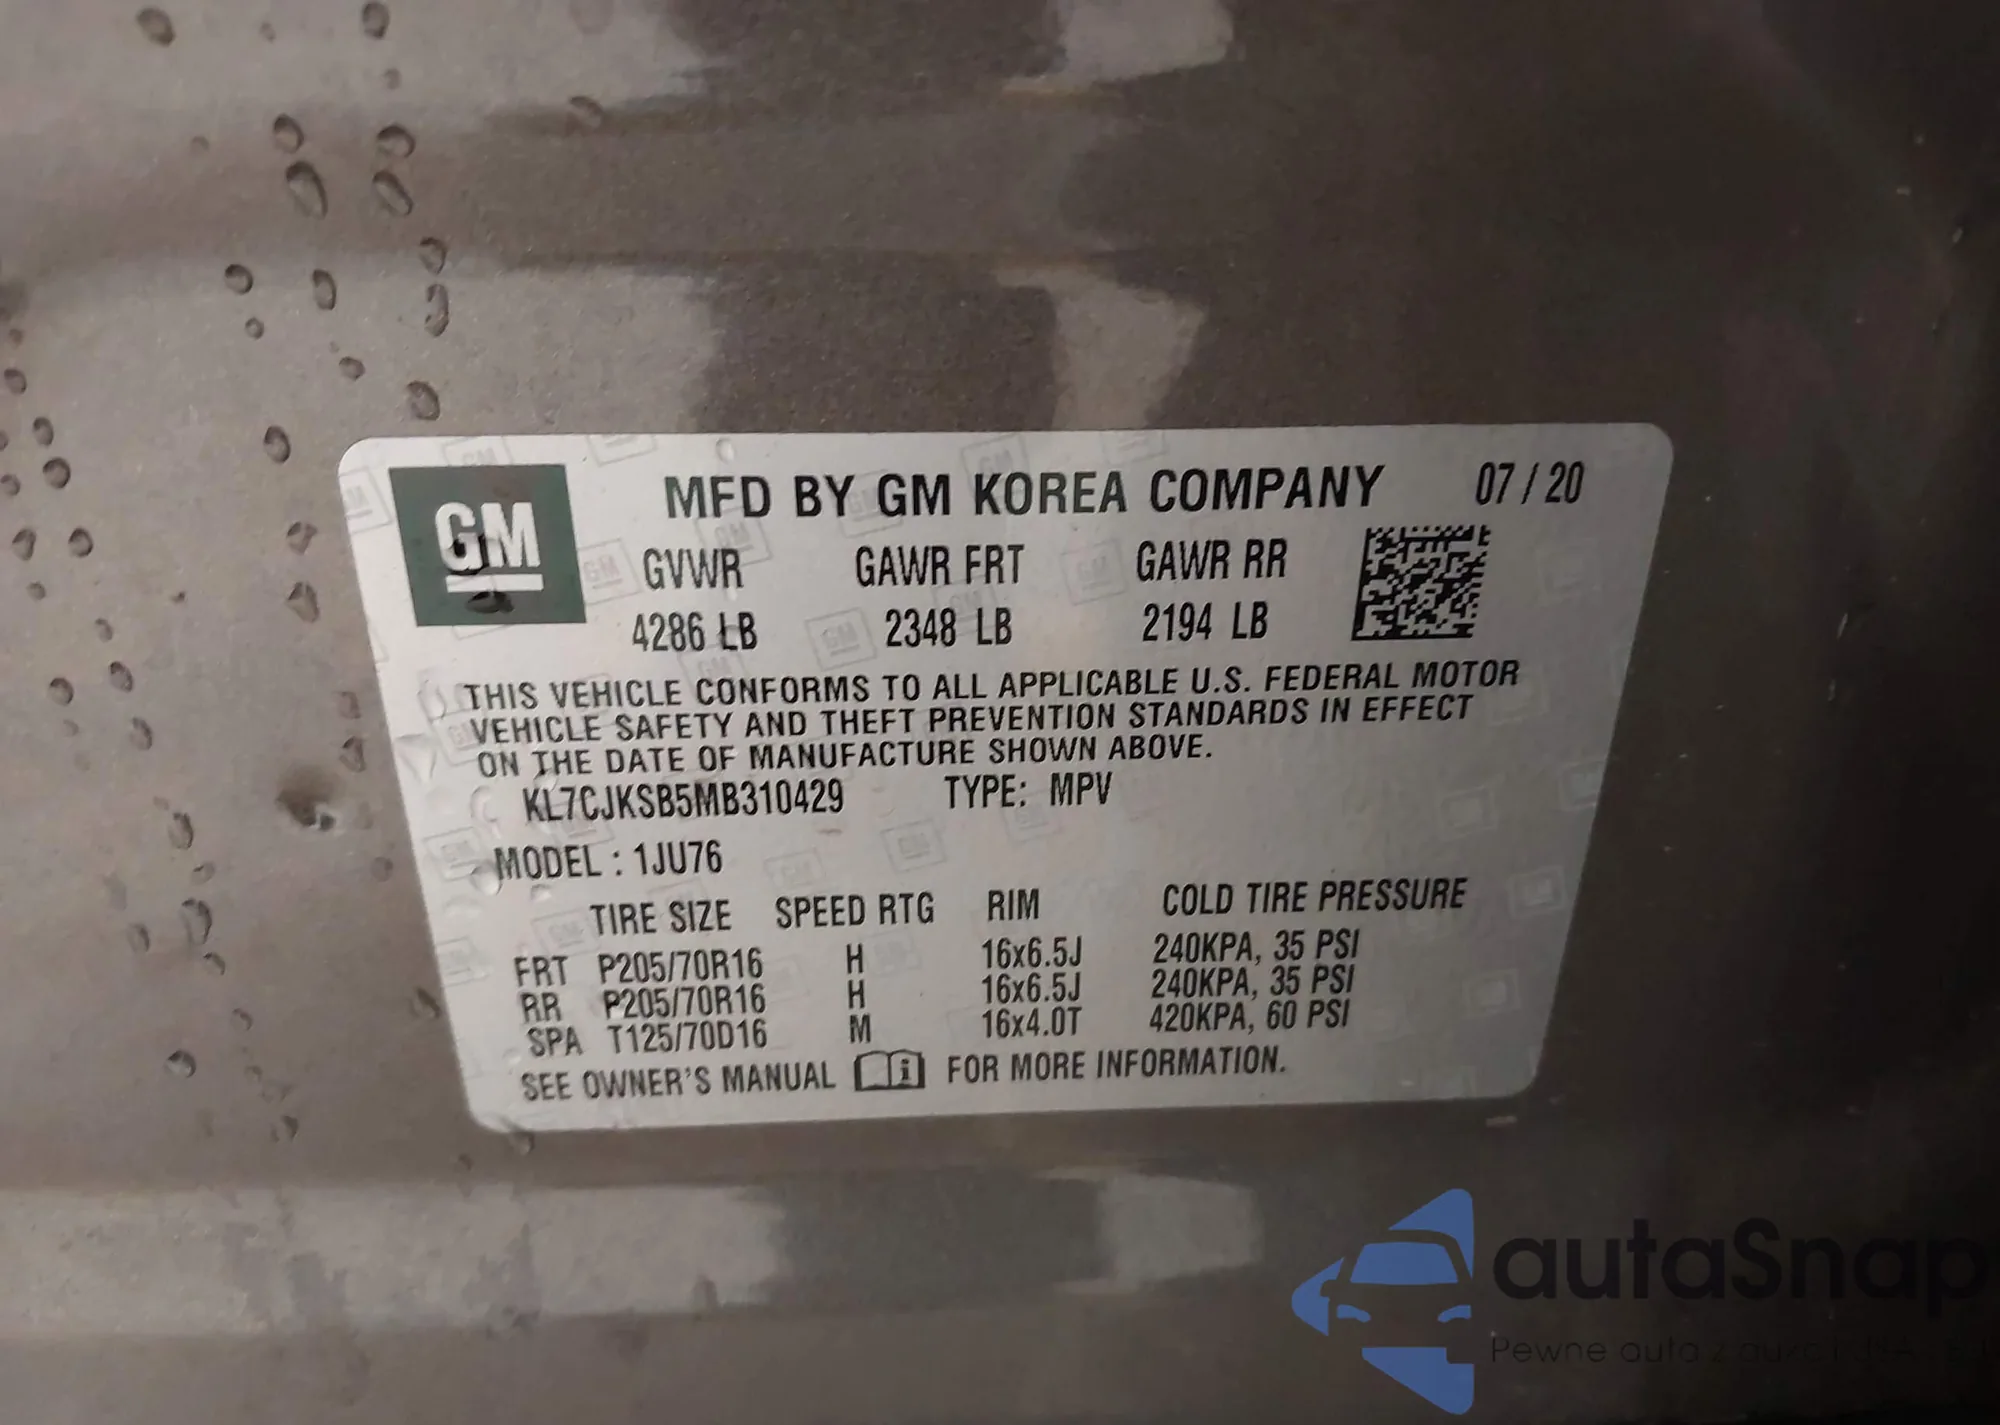 GM
MFD BY GM KOREA COMPANY 07 / 20
GVWR GAWR FRT GAWR RR
4286 LB 2348 LB 2194 LB
THIS VEHICLE CONFORMS TO ALL APPLICABLE U.S. FEDERAL MOTOR
VEHICLE SAFETY AND THEFT PREVENTION STANDARDS IN EFFECT
ON THE DATE OF MANUFACTURE SHOWN ABOVE.
KL7CJKSB5MB310429 TYPE: MPV
MODEL : 1JU76
TIRE SIZE SPEED RTG RIM COLD TIRE PRESSURE
FRT P205/70R16 H 16x6.5J 240KPA, 35 PSI
RR P205/70R16 H 16x6.5J 240KPA, 35 PSI
SPA T125/70D16 M 16x4.0T 420KPA, 60 PSI
SEE OWNER'S MANUAL i FOR MORE INFORMATION.
autaSnap
Pewne auta z